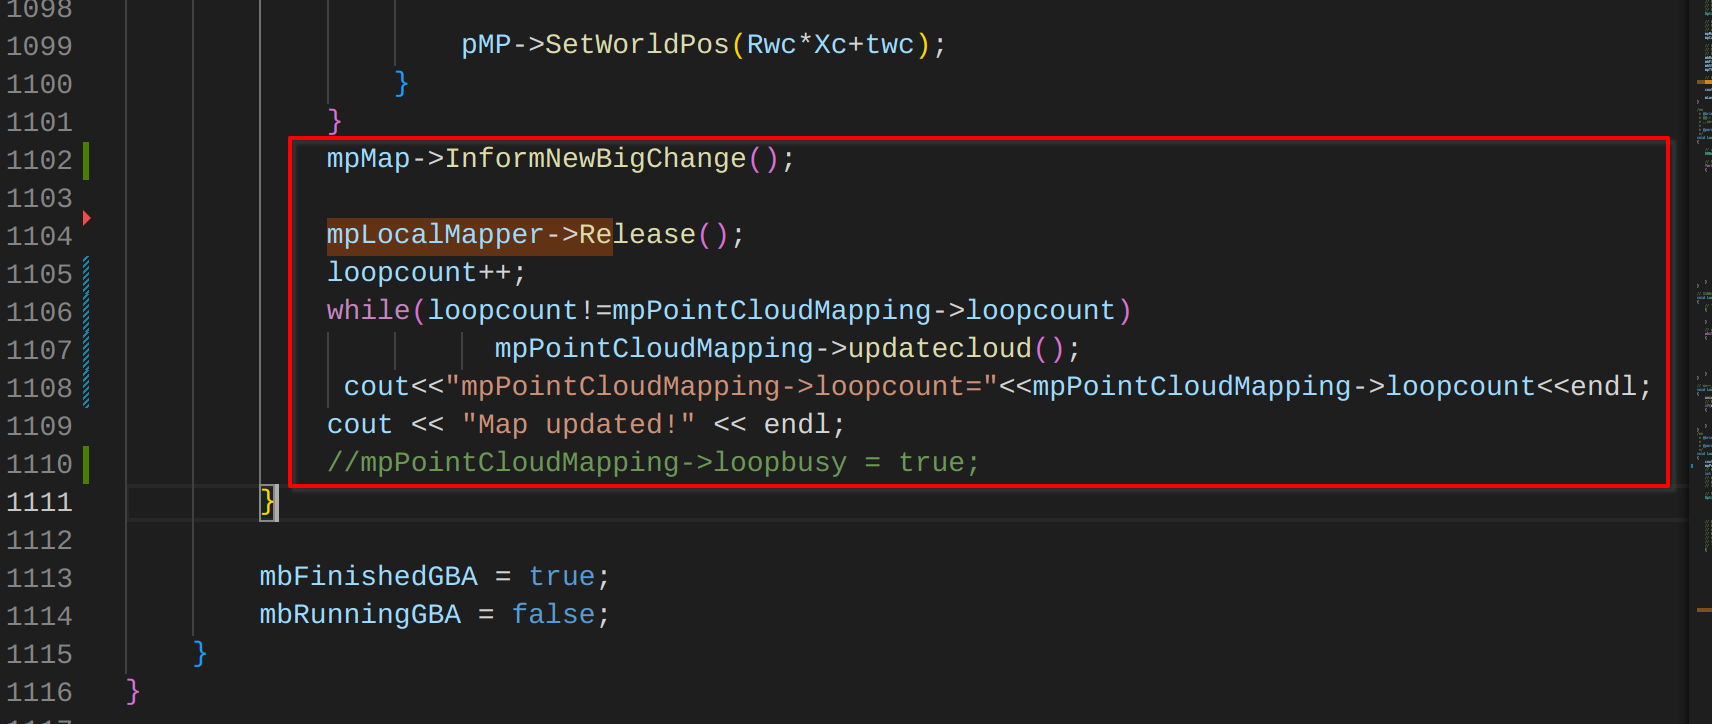 1098
1099 pMP->SetWorldPos(Rwc*Xc+twc);
1100 }
1101 }
1102 mpMap->InformNewBigChange();
1103
1104 mpLocalMapper->Release();
1105 loopcount++;
1106 while(loopcount!=mpPointCloudMapping->loopcount)
1107 mpPointCloudMapping->updatecloud();
1108 cout<<"mpPointCloudMapping->loopcount="<<mpPointCloudMapping->loopcount<<endl;
1109 cout << "Map updated!" << endl;
1110 //mpPointCloudMapping->loopbusy = true;
1111 }
1112
1113 mbFinishedGBA = true;
1114 mbRunningGBA = false;
1115 }
1116 }